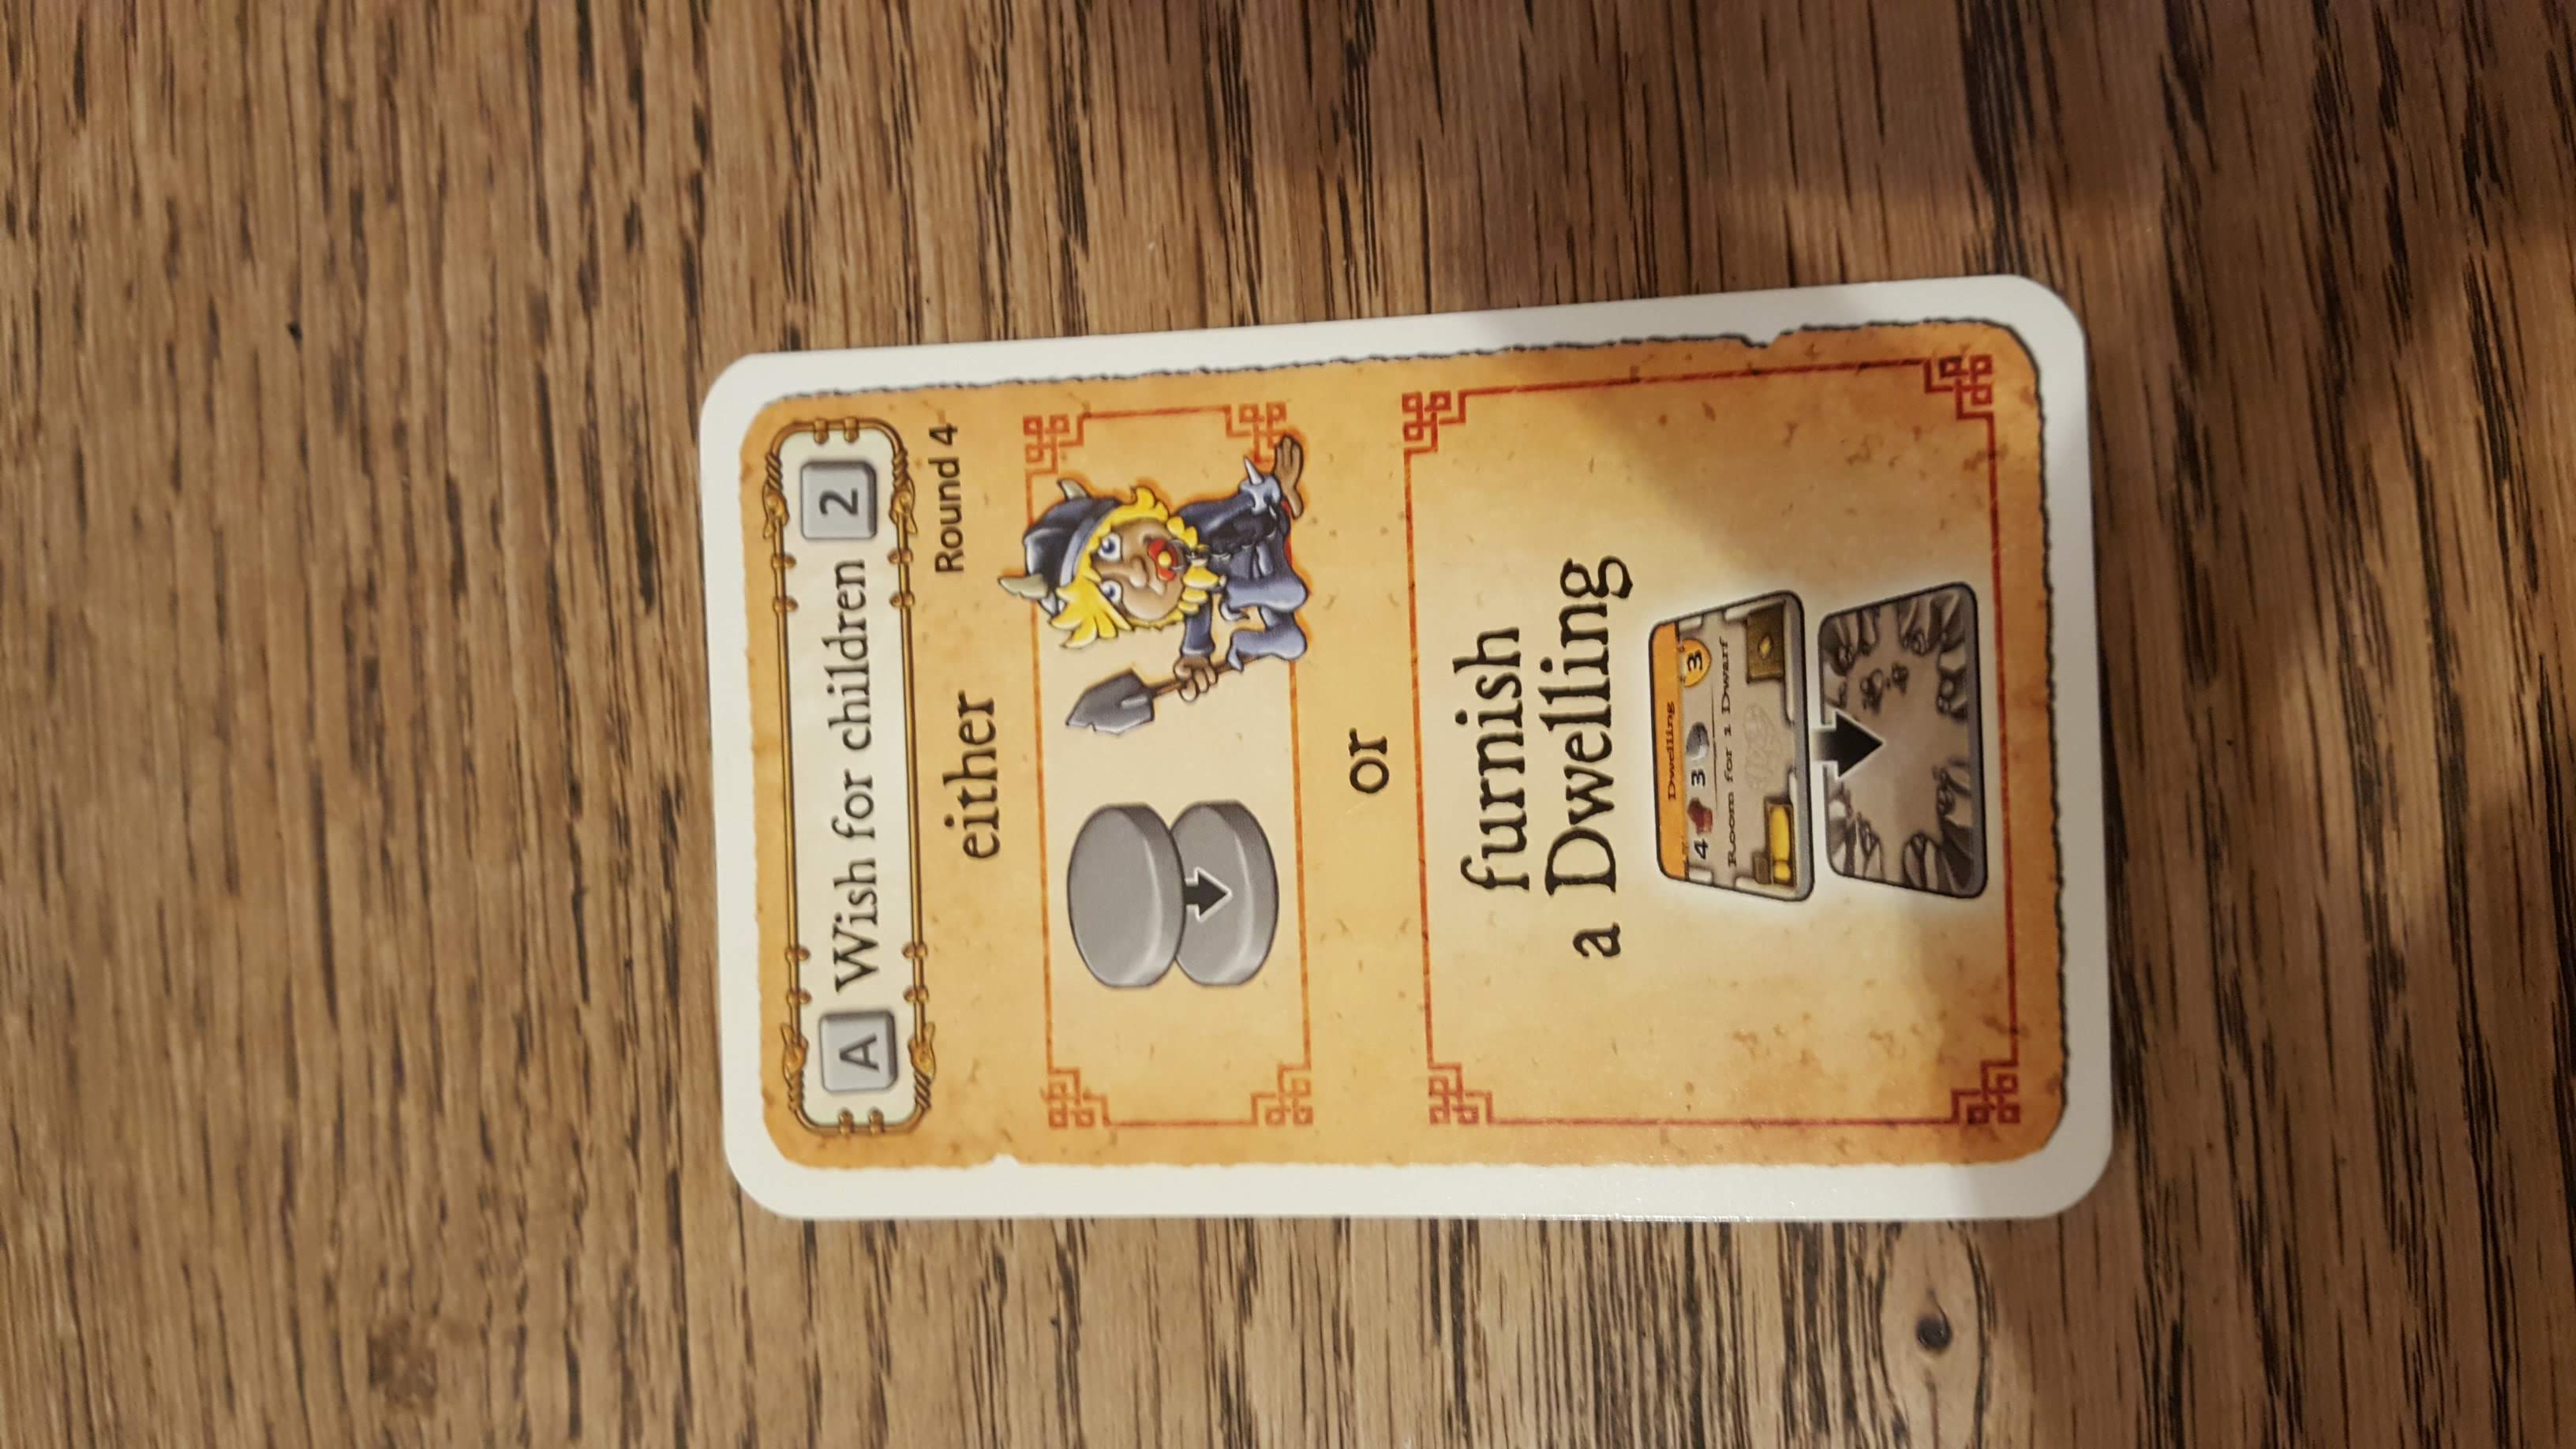 A Wish for children 2
Round 4
either
or
furnish
a Dwelling
Dwelling
4 3 3
Room for 1 Dwarf